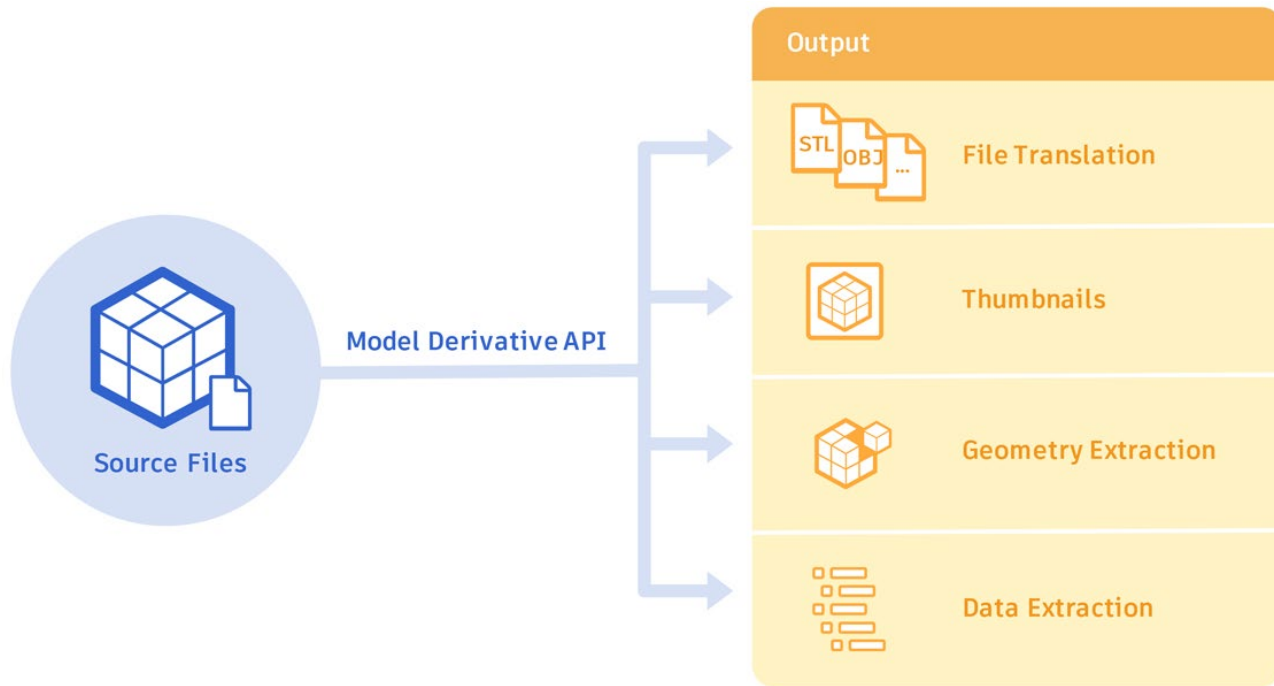 Output
STL
OBJ
...
File Translation
Thumbnails
Model Derivative API
Source Files
Geometry Extraction
Data Extraction